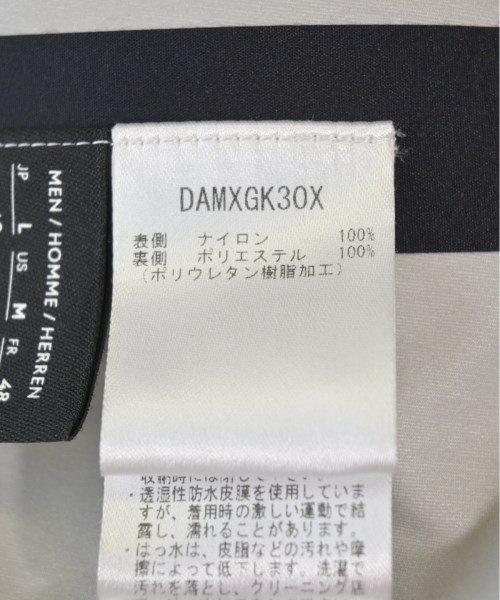 DAMXGK30X
表側 ナイロン 100%
裏側 ポリエステル 100%
(ポリウレタン樹脂加工)
MEN / HOMME / HERREN
JP L US M FR 48
・透湿性防水皮膜を使用していま
すが、着用時の激しい運動で結
露し、濡れることがあります。
・はっ水は、皮脂などの汚れや摩
擦によって低下します。洗濯で
汚れを落とし、クリーニング店